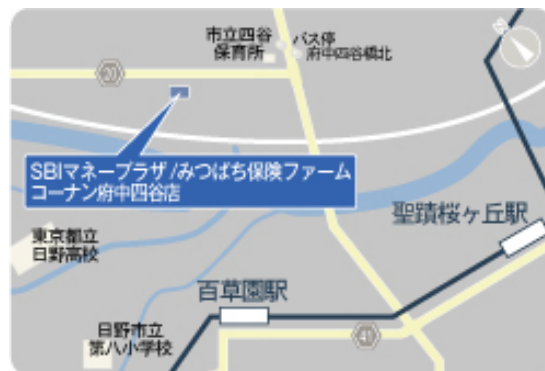 市立四谷
保育所
バス停
府中四谷橋北
20
SBIマネープラザ/みつばち保険ファーム
コーナン府中四谷店
聖蹟桜ヶ丘駅
東京都立
日野高校
百草園駅
41
日野市立
第八小学校